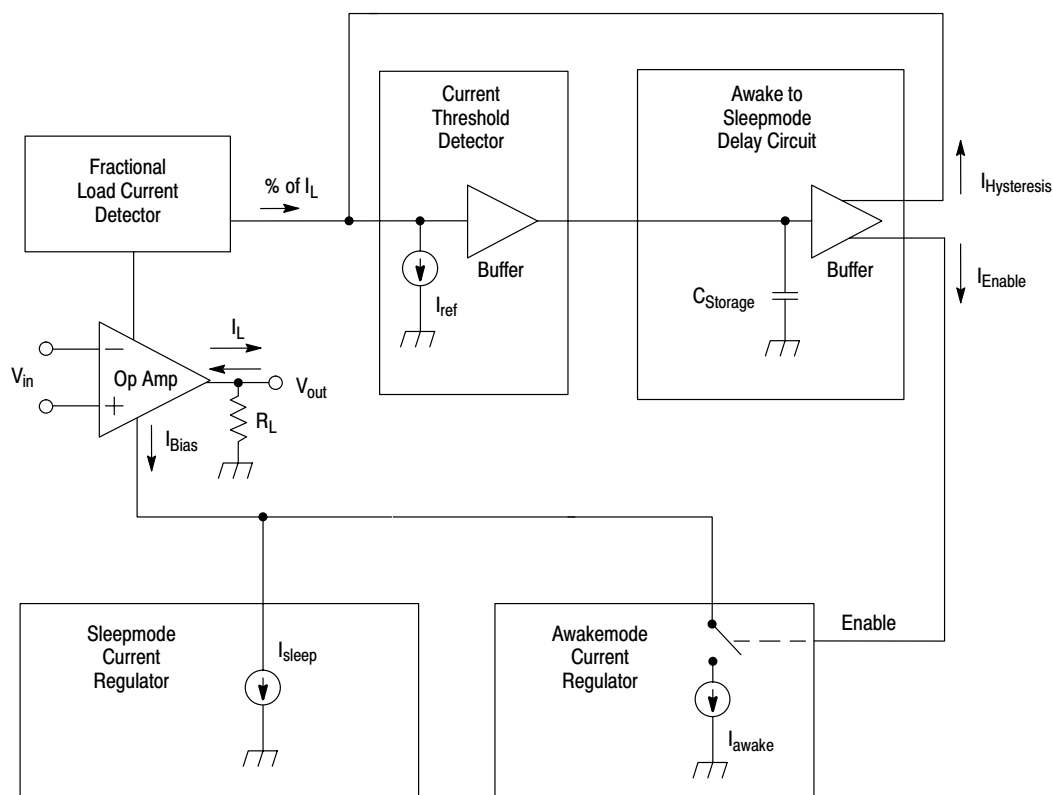 Current
Threshold
Detector
Awake to
Sleepmode
Delay Circuit
Fractional
Load Current
Detector
% of I_L
I_Hysteresis
Buffer
Buffer
I_Enable
C_Storage
I_ref
I_L
V_in
−
Op Amp
+
V_out
R_L
I_Bias
Enable
Sleepmode
Current
Regulator
I_sleep
Awakemode
Current
Regulator
I_awake